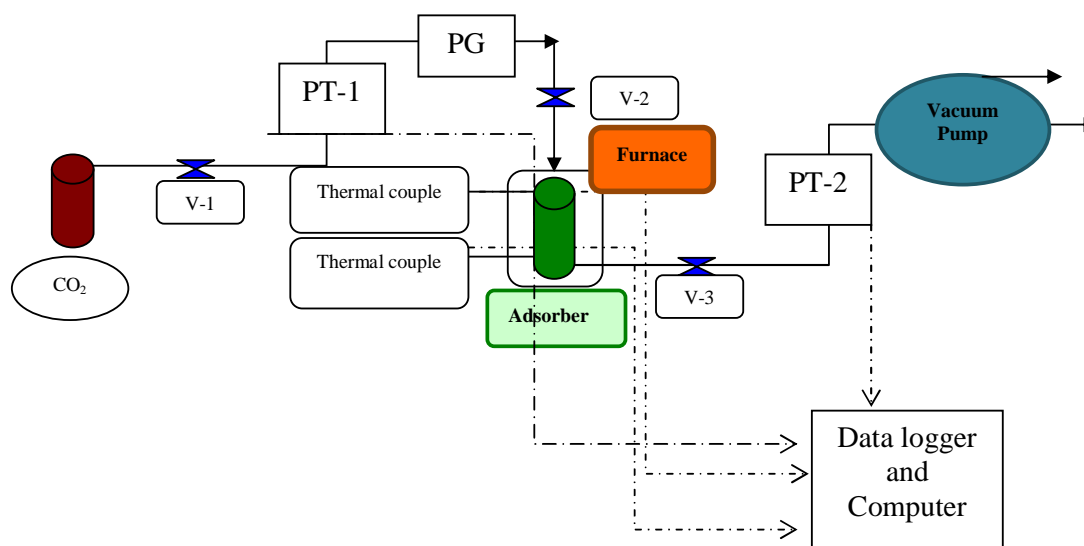 PG
PT-1
V-2
Vacuum
Pump
Furnace
PT-2
Thermal couple
V-1
Thermal couple
CO₂
V-3
Adsorber
Data logger
and
Computer